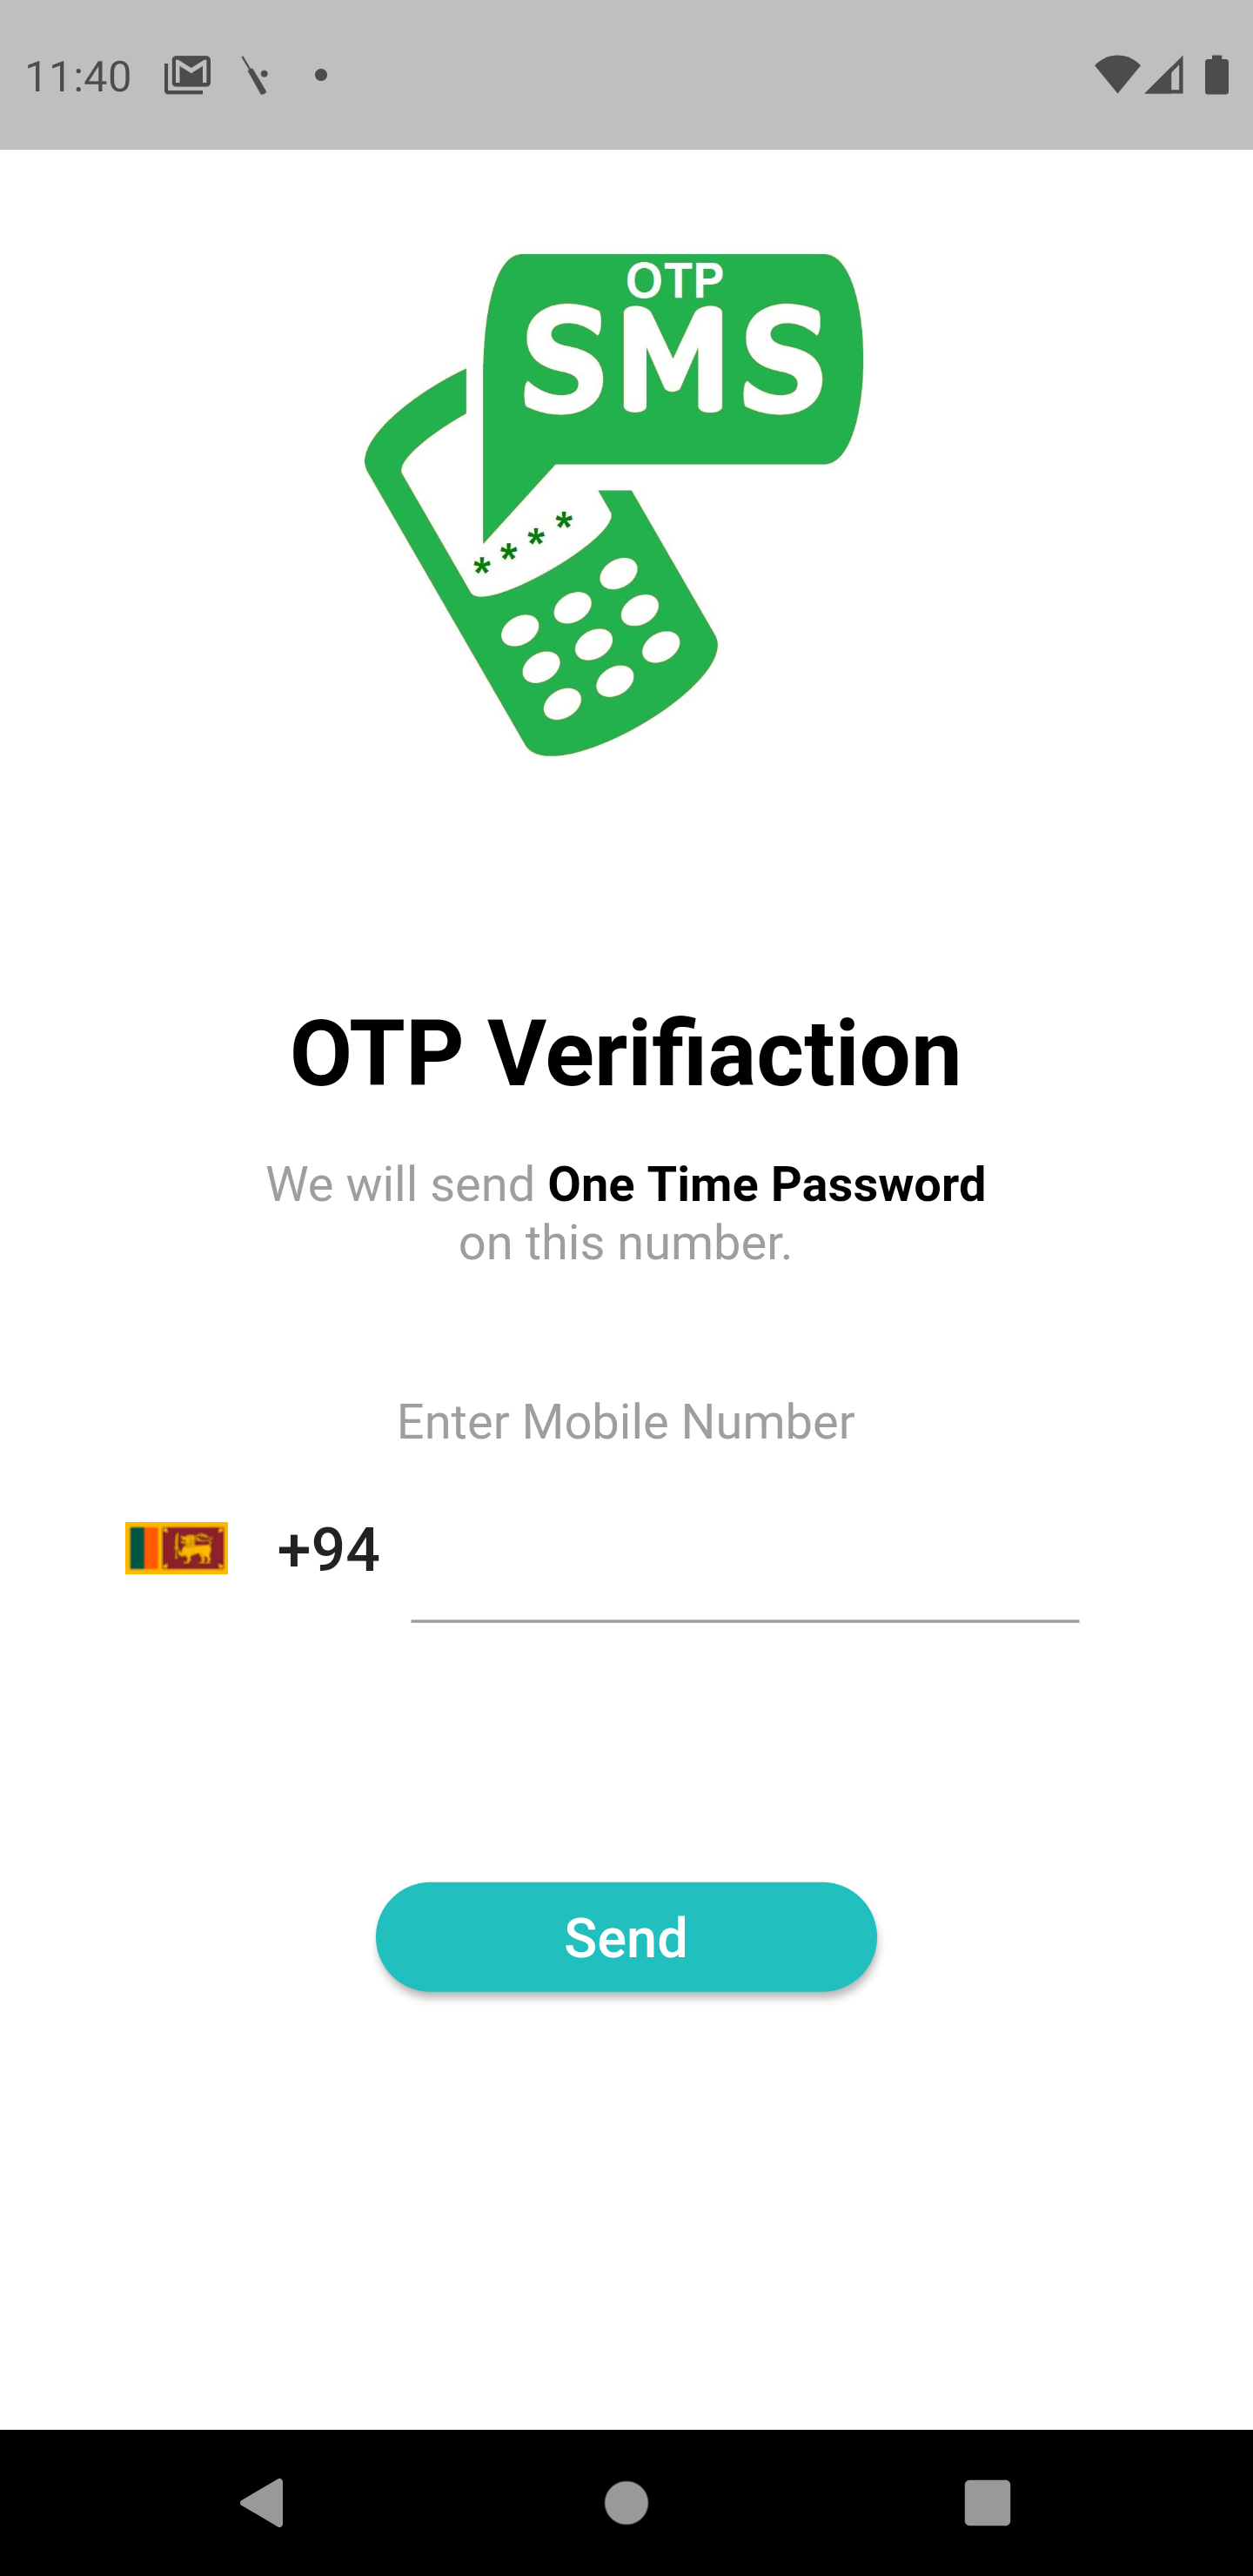 11:40
OTP
SMS
* * * *
OTP Verifiaction
We will send One Time Password
on this number.
Enter Mobile Number
+94
Send